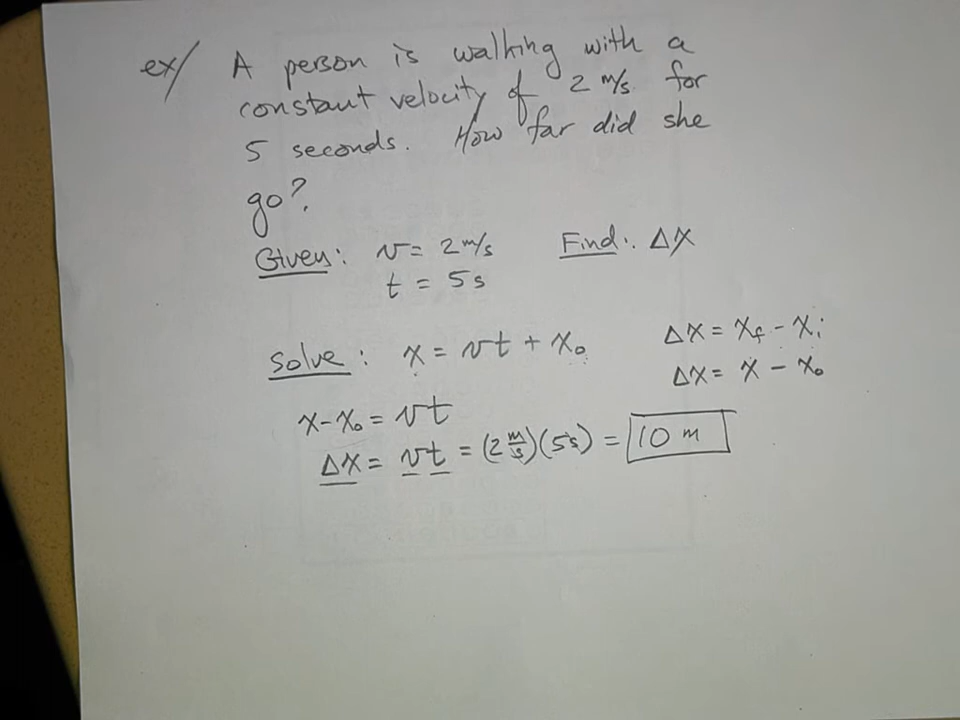 ex/ A person is walking with a
constant velocity of 2 m/s for
5 seconds. How far did she
go?
Given: v = 2 m/s Find: Δx
t = 5 s
Solve: x = vt + x₀ Δx = x_f - x_i
Δx = x - x₀
x - x₀ = vt
Δx = vt = (2 m/s)(5s) = 10 m